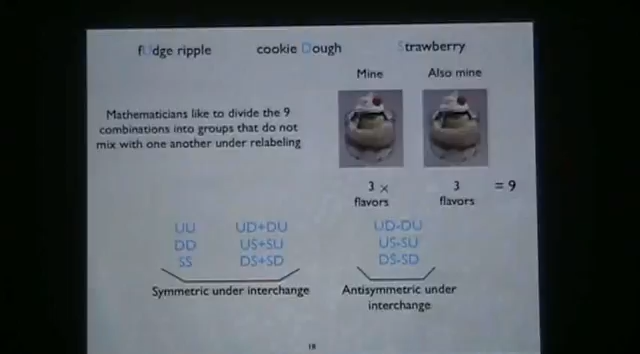 fUdge ripple
cookie Dough
Strawberry
Mine
Also mine
Mathematicians like to divide the 9
combinations into groups that do not
mix with one another under relabeling
3 x
flavors
3
flavors
= 9
UU
DD
SS
UD+DU
US+SU
DS+SD
UD-DU
US-SU
DS-SD
Symmetric under interchange
Antisymmetric under
interchange
18